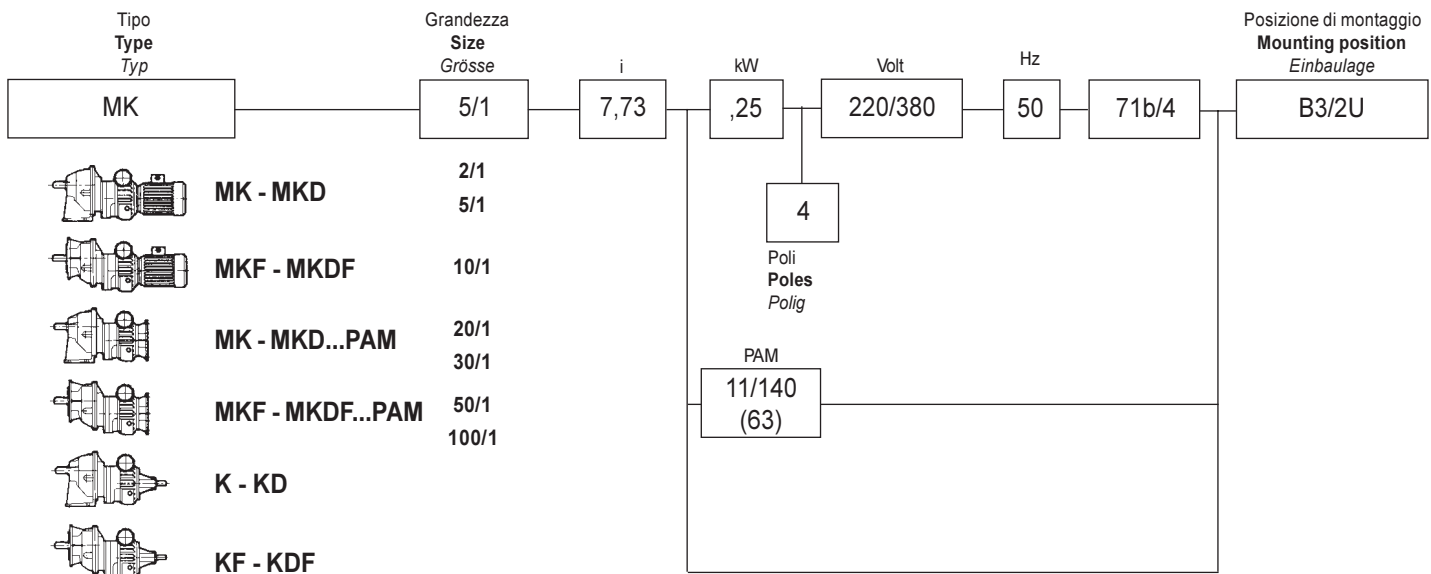 Tipo
Type
Typ
Grandezza
Size
Grösse
i
kW
Volt
Hz
Posizione di montaggio
Mounting position
Einbaulage
MK
5/1
7,73
,25
220/380
50
71b/4
B3/2U
4
Poli
Poles
Polig
PAM
11/140
(63)
MK - MKD
MKF - MKDF
MK - MKD...PAM
MKF - MKDF...PAM
K - KD
KF - KDF
2/1
5/1
10/1
20/1
30/1
50/1
100/1